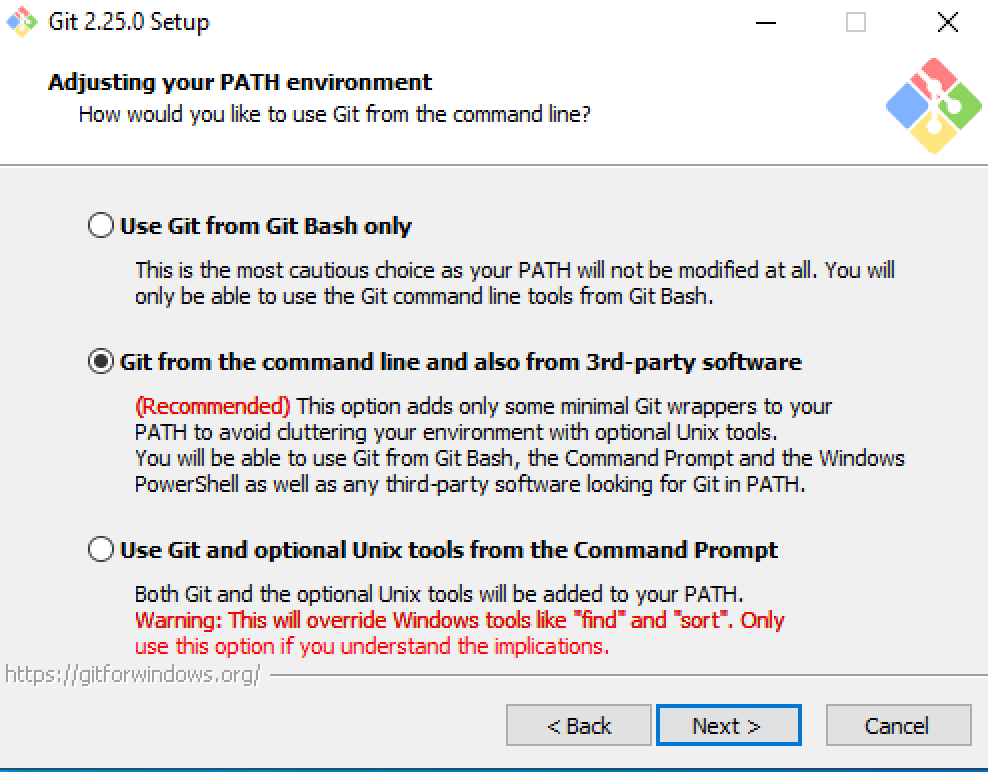 Git 2.25.0 Setup
Adjusting your PATH environment
How would you like to use Git from the command line?
Use Git from Git Bash only
This is the most cautious choice as your PATH will not be modified at all. You will
only be able to use the Git command line tools from Git Bash.
Git from the command line and also from 3rd-party software
(Recommended) This option adds only some minimal Git wrappers to your
PATH to avoid cluttering your environment with optional Unix tools.
You will be able to use Git from Git Bash, the Command Prompt and the Windows
PowerShell as well as any third-party software looking for Git in PATH.
Use Git and optional Unix tools from the Command Prompt
Both Git and the optional Unix tools will be added to your PATH.
Warning: This will override Windows tools like "find" and "sort". Only
use this option if you understand the implications.
https://gitforwindows.org/
< Back Next > Cancel